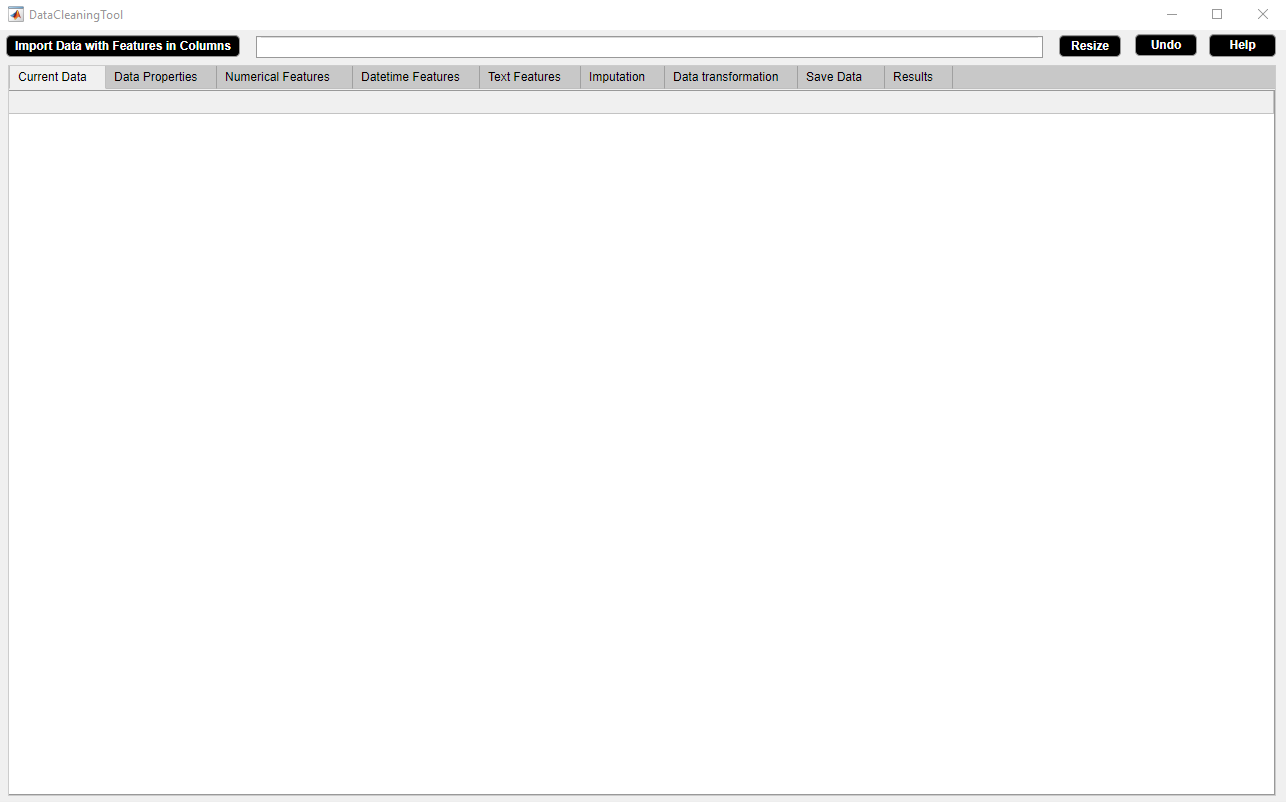 DataCleaningTool
Import Data with Features in Columns Resize Undo Help
Current Data Data Properties Numerical Features Datetime Features Text Features Imputation Data transformation Save Data Results